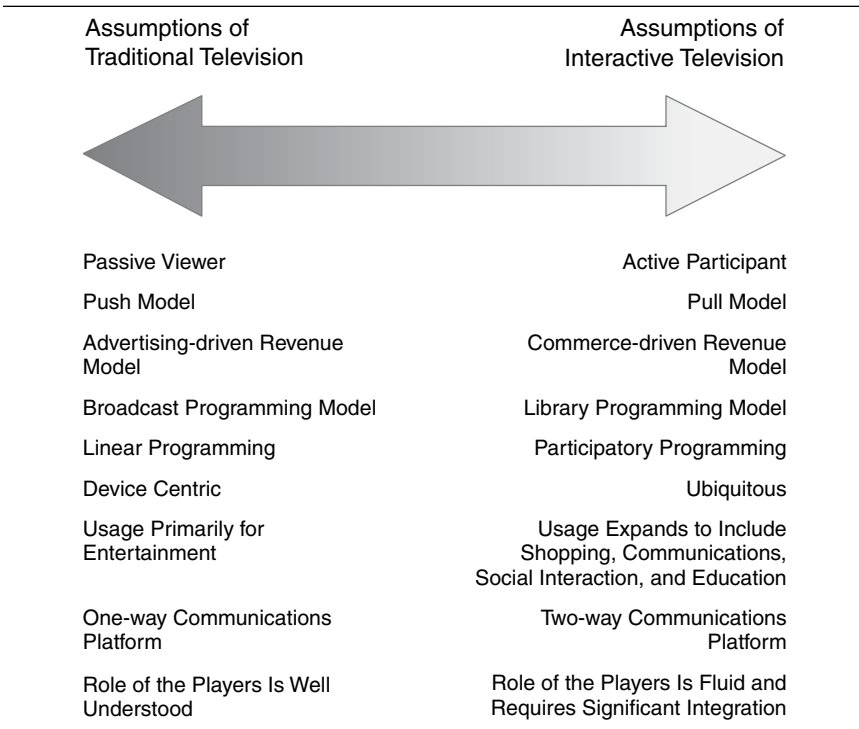 Assumptions of
Traditional Television
Assumptions of
Interactive Television
Passive Viewer
Active Participant
Push Model
Pull Model
Advertising-driven Revenue
Model
Commerce-driven Revenue
Model
Broadcast Programming Model
Library Programming Model
Linear Programming
Participatory Programming
Device Centric
Ubiquitous
Usage Primarily for
Entertainment
Usage Expands to Include
Shopping, Communications,
Social Interaction, and Education
One-way Communications
Platform
Two-way Communications
Platform
Role of the Players Is Well
Understood
Role of the Players Is Fluid and
Requires Significant Integration